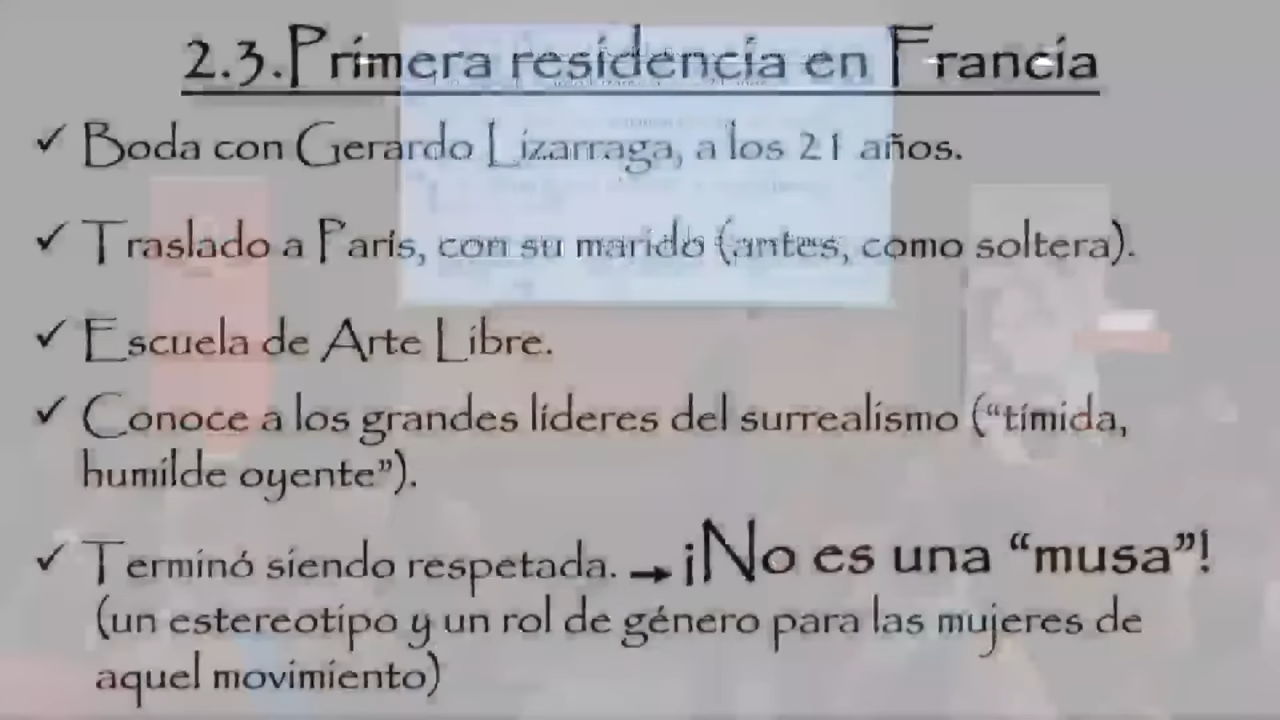 2.3.Primera residencia en Francia
✓ Boda con Gerardo Lizarraga, a los 21 años.
✓ Traslado a París, con su marido (antes, como soltera).
✓ Escuela de Arte Libre.
✓ Conoce a los grandes líderes del surrealismo (“tímida,
humilde oyente”).
✓ Terminó siendo respetada. → ¡No es una “musa”!
(un estereotipo y un rol de género para las mujeres de
aquel movimiento)